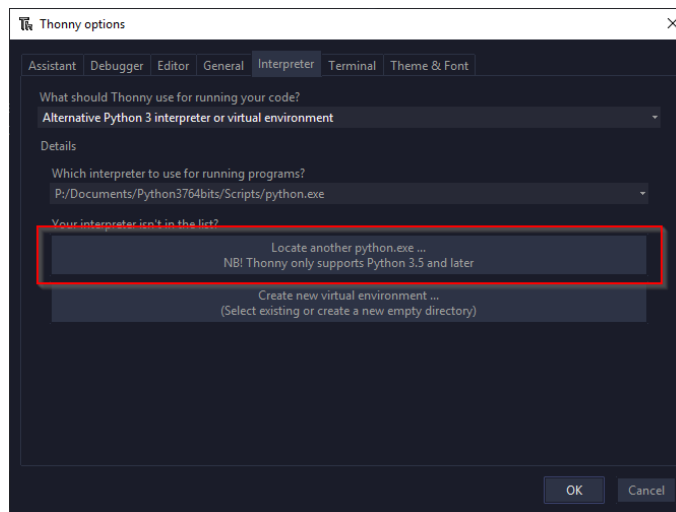 Thonny options
Assistant Debugger Editor General Interpreter Terminal Theme & Font
What should Thonny use for running your code?
Alternative Python 3 interpreter or virtual environment
Details
Which interpreter to use for running programs?
P:/Documents/Python3764bits/Scripts/python.exe
Your interpreter isn't in the list?
Locate another python.exe ...
NB! Thonny only supports Python 3.5 and later
Create new virtual environment ...
(Select existing or create a new empty directory)
OK Cancel